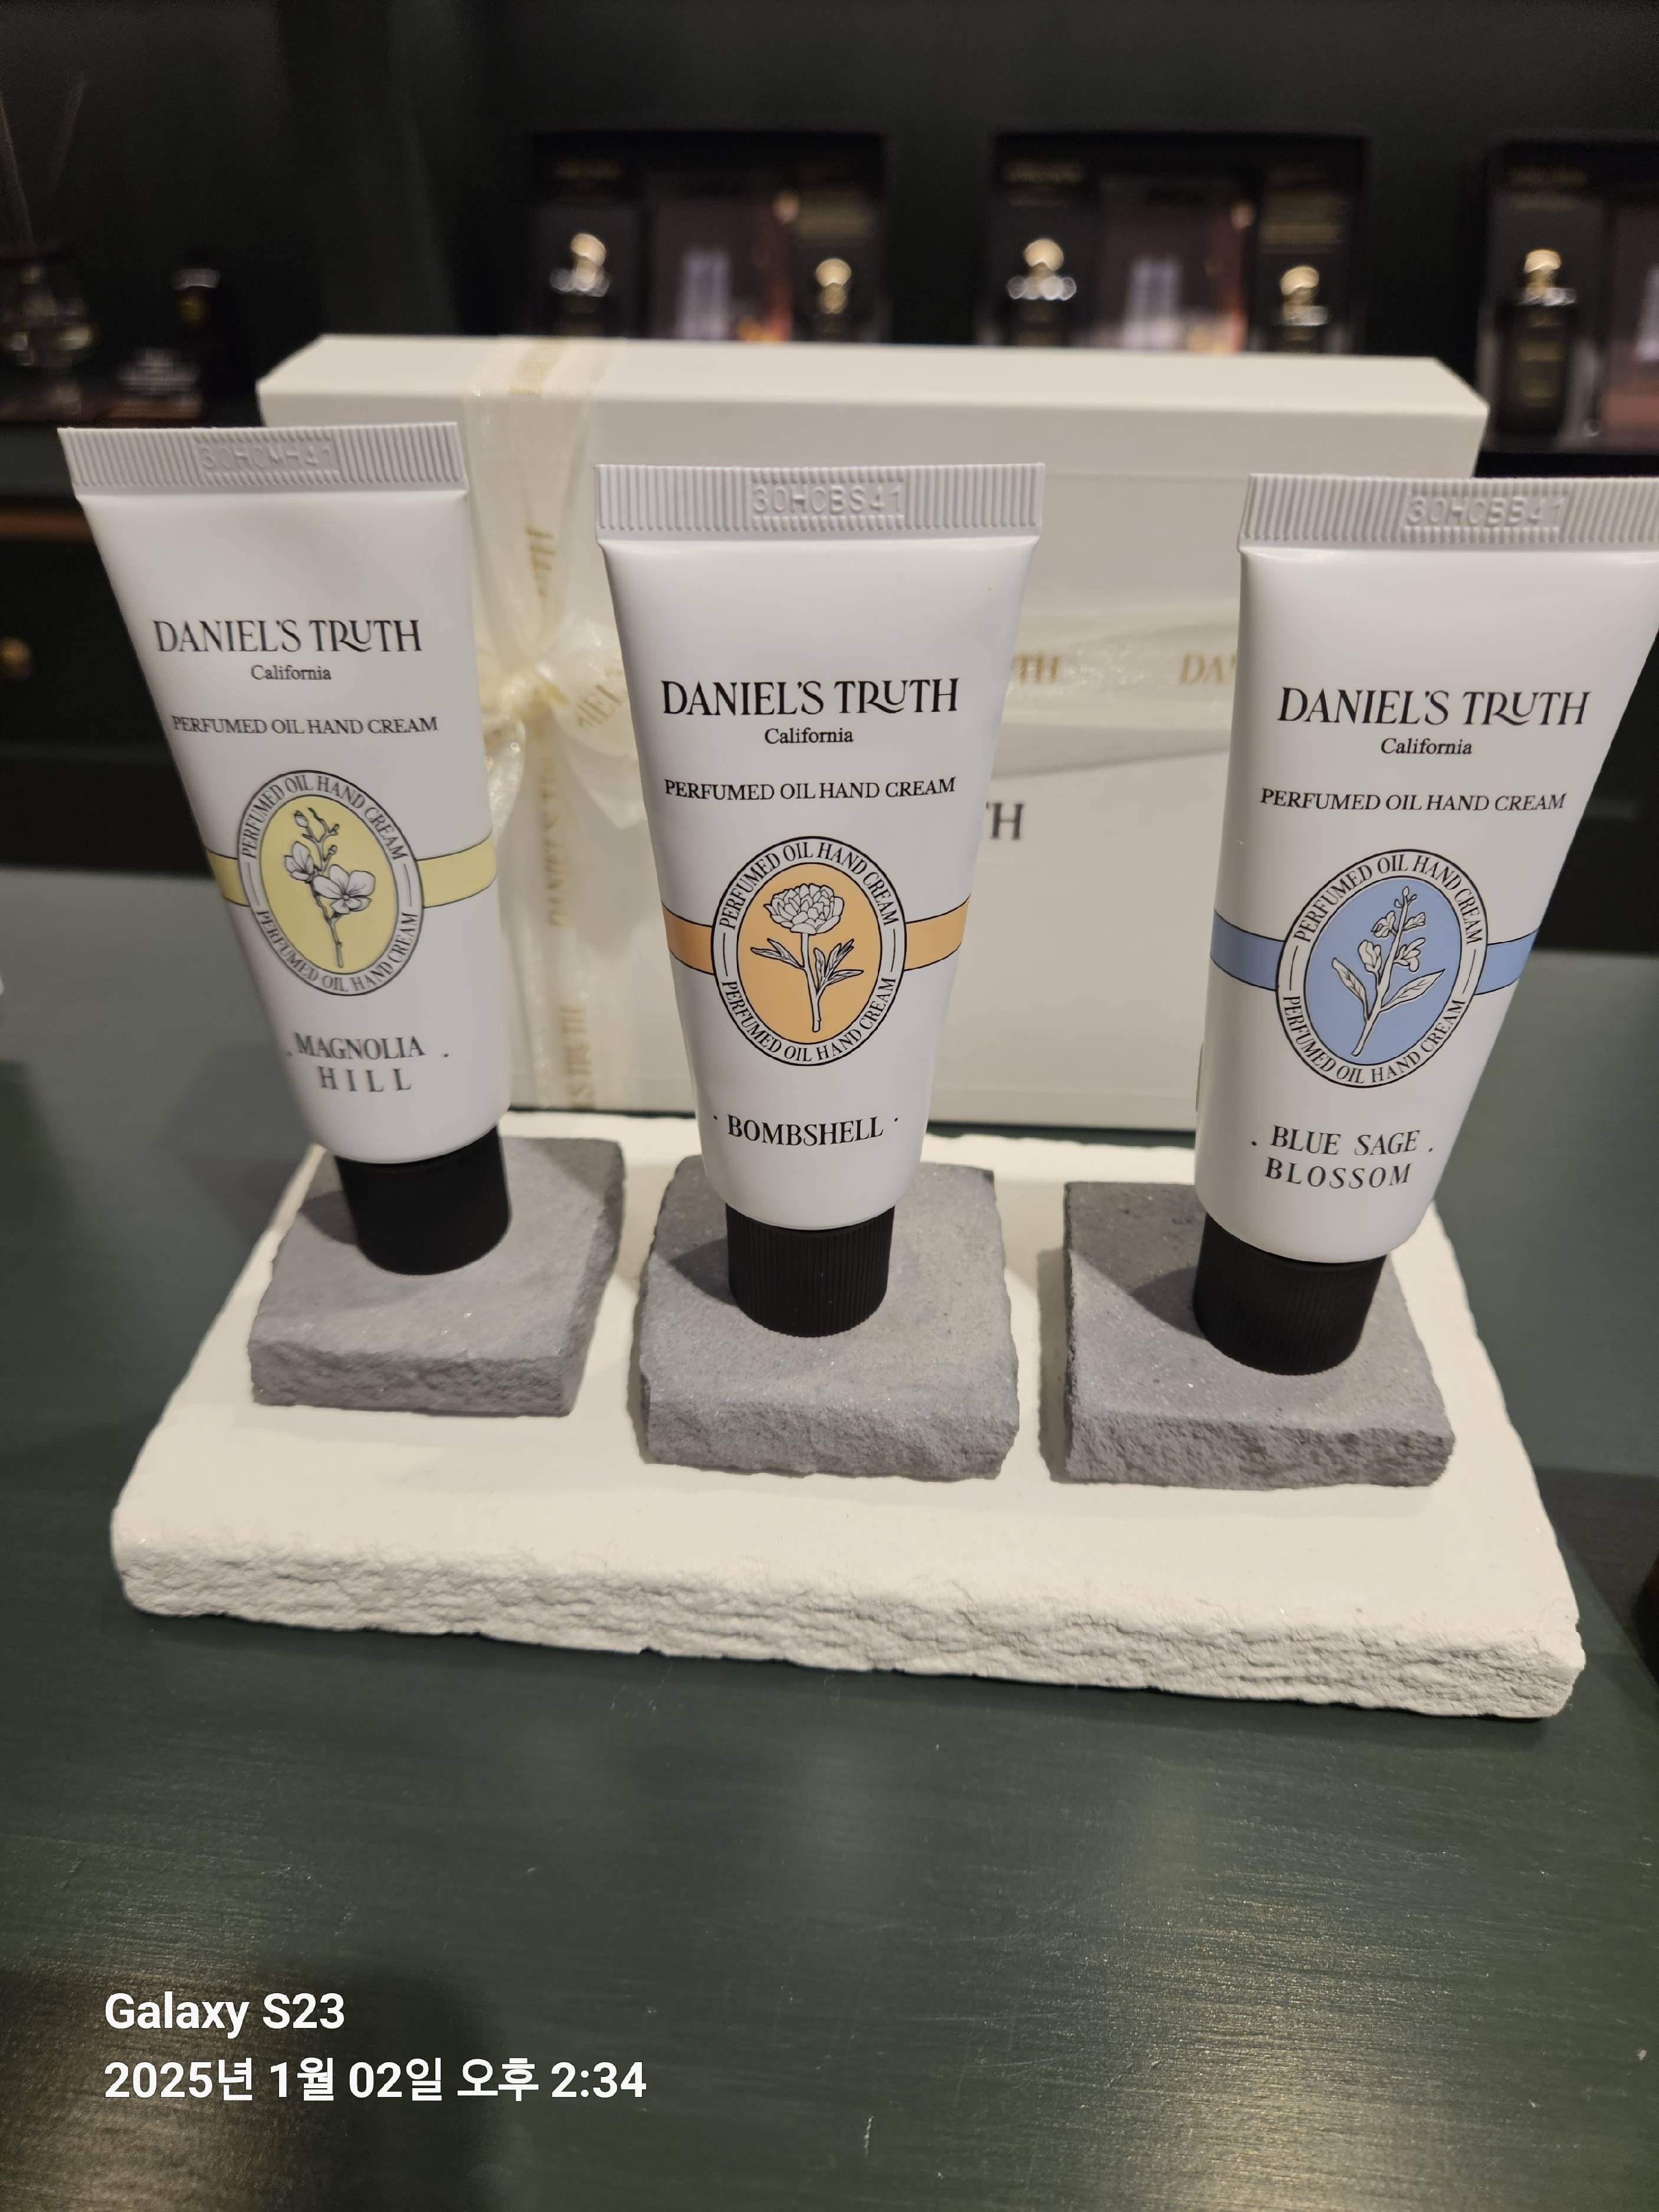 30HCMH41
DANIEL'S TRUTH
California
PERFUMED OIL HAND CREAM
PERFUMED OIL HAND CREAM
PERFUMED OIL HAND CREAM
. MAGNOLIA .
HILL
30HCBS41
DANIEL'S TRUTH
California
PERFUMED OIL HAND CREAM
PERFUMED OIL HAND CREAM
PERFUMED OIL HAND CREAM
· BOMBSHELL ·
30HCBB41
DANIEL'S TRUTH
California
PERFUMED OIL HAND CREAM
PERFUMED OIL HAND CREAM
PERFUMED OIL HAND CREAM
. BLUE SAGE .
BLOSSOM
Galaxy S23
2025년 1월 02일 오후 2:34